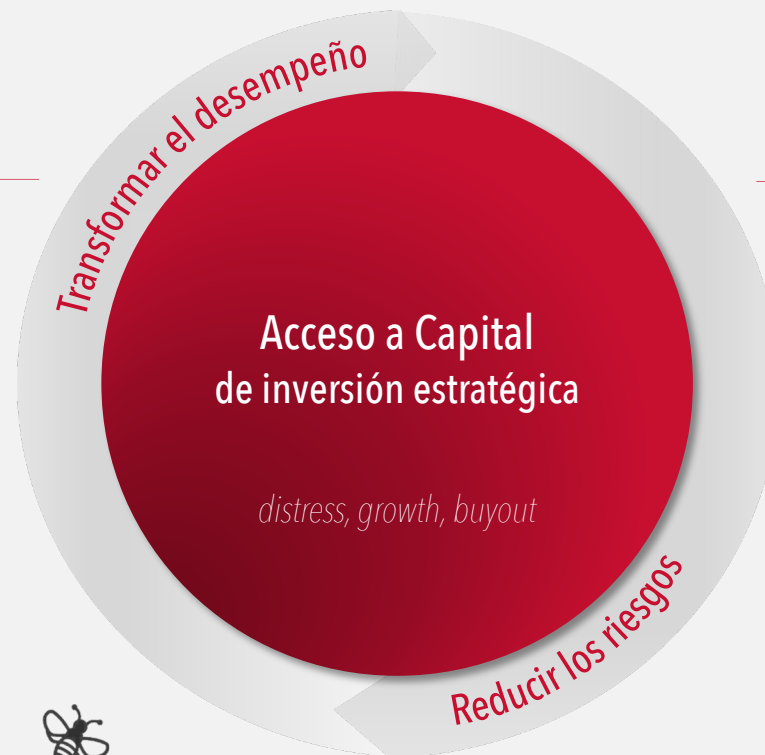 Transformar el desempeño
Acceso a Capital
de inversión estratégica
distress, growth, buyout
Reducir los riesgos